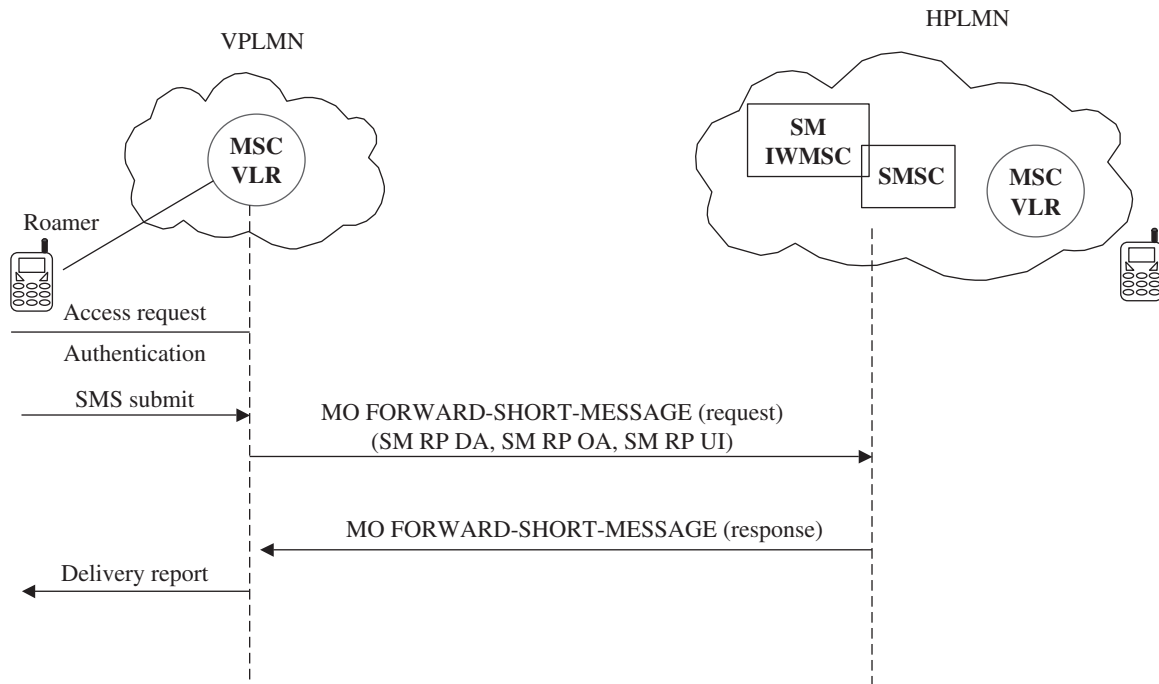 VPLMN
HPLMN
MSC
VLR
SM
IWMSC
SMSC
MSC
VLR
Roamer
Access request
Authentication
SMS submit
MO FORWARD-SHORT-MESSAGE (request)
(SM RP DA, SM RP OA, SM RP UI)
MO FORWARD-SHORT-MESSAGE (response)
Delivery report